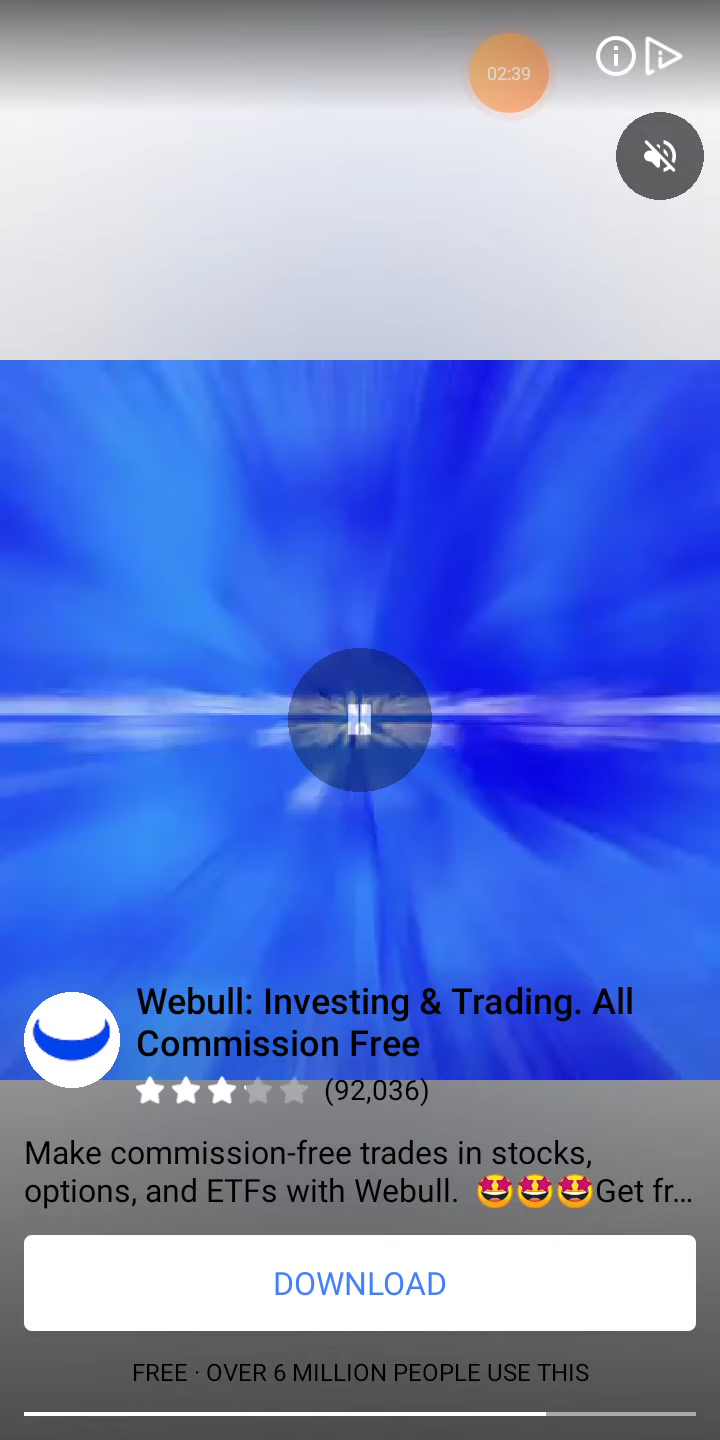 02:39
Webull: Investing & Trading. All
Commission Free
(92,036)
Make commission-free trades in stocks,
options, and ETFs with Webull. 🤩🤩🤩Get fr...
DOWNLOAD
FREE · OVER 6 MILLION PEOPLE USE THIS